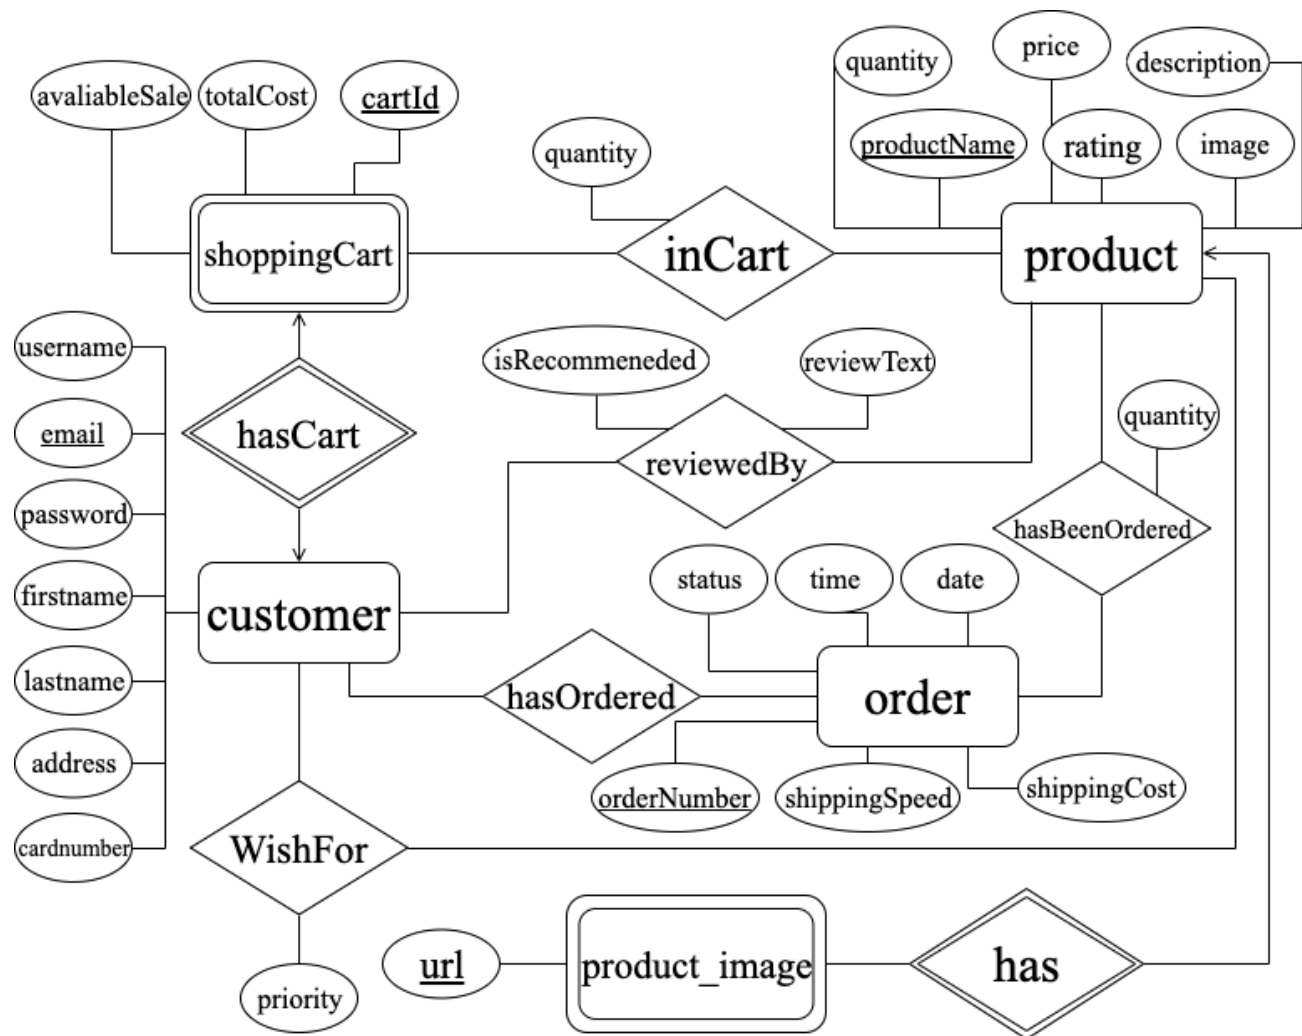 quantity
price
description
avaliableSale
totalCost
cartId
productName
rating
image
quantity
shoppingCart
inCart
product
username
isRecommeneded
reviewText
email
hasCart
quantity
reviewedBy
password
hasBeenOrdered
firstname
status
time
date
customer
lastname
hasOrdered
order
address
orderNumber
shippingSpeed
shippingCost
cardnumber
WishFor
url
product_image
has
priority